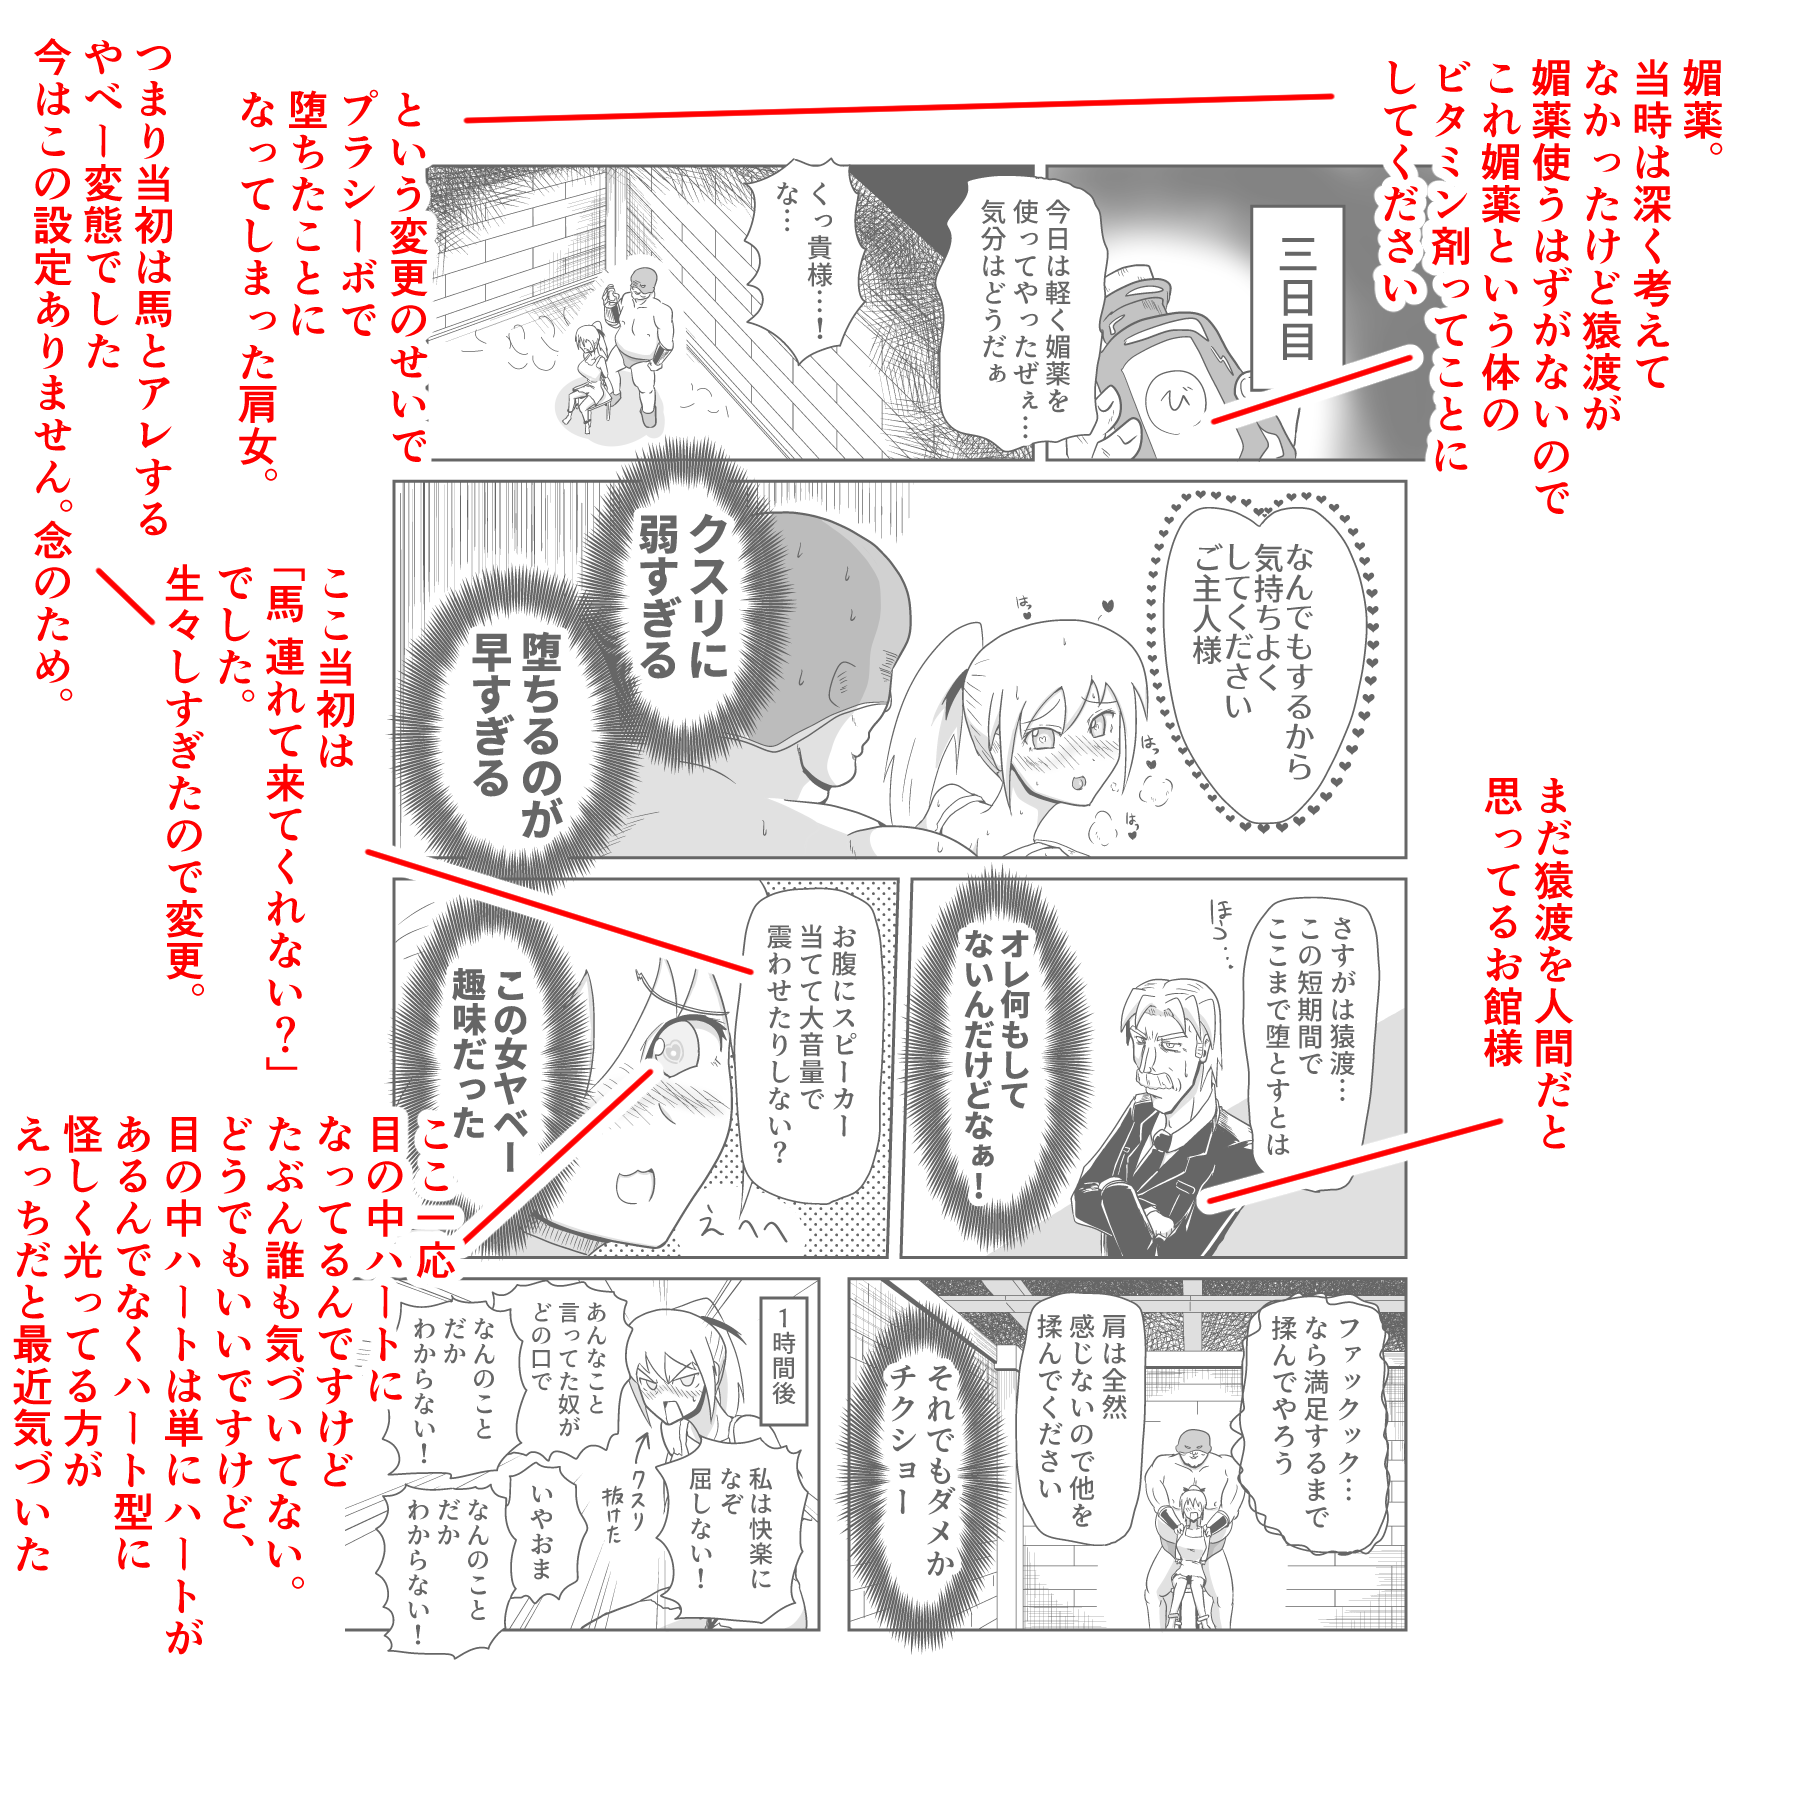 媚薬。
当時は深く考えて
なかったけど猿渡が
媚薬使うはずがないので
これ媚薬という体の
ビタミン剤ってことに
してください
という変更のせいで
プラシーボで
堕ちたことに
なってしまった肩女。
つまり当初は馬とアレする
やべー変態でした
今はこの設定ありません。念のため。
三日目
び
今日は軽く媚薬を
使ってやったぜぇ…
気分はどうだぁ
くっ貴様…！
な…
なんでもするから
気持ちよく
してください
ご主人様
はっ
はっ
はっ
クスリに
弱すぎる
堕ちるのが
早すぎる
ここ当初は
「馬 連れて来てくれない？」
でした。
生々しすぎたので変更。
まだ猿渡を人間だと
思ってるお館様
さすがは猿渡…
この短期間で
ここまで堕とすとは
ほう…
オレ何もして
ないんだけどなぁ！
お腹にスピーカー
当てて大音量で
震わせたりしない？
えへへ
この女ヤベー
趣味だった
ここ一応
目の中ハートに
なってるんですけど
たぶん誰も気づいてない。
どうでもいいですけど、
目の中ハートは単にハートが
あるんでなくハート型に
怪しく光ってる方が
えっちだと最近気づいた
ファックック…
なら満足するまで
揉んでやろう
肩は全然
感じないので他を
揉んでください
それでもダメか
チクショー
1時間後
私は快楽に
なぞ
屈しない！
クスリ
抜けた
あんなこと
言ってた奴が
どの口で
なんのこと
だか
わからない！
いやおま
なんのこと
だか
わからない！